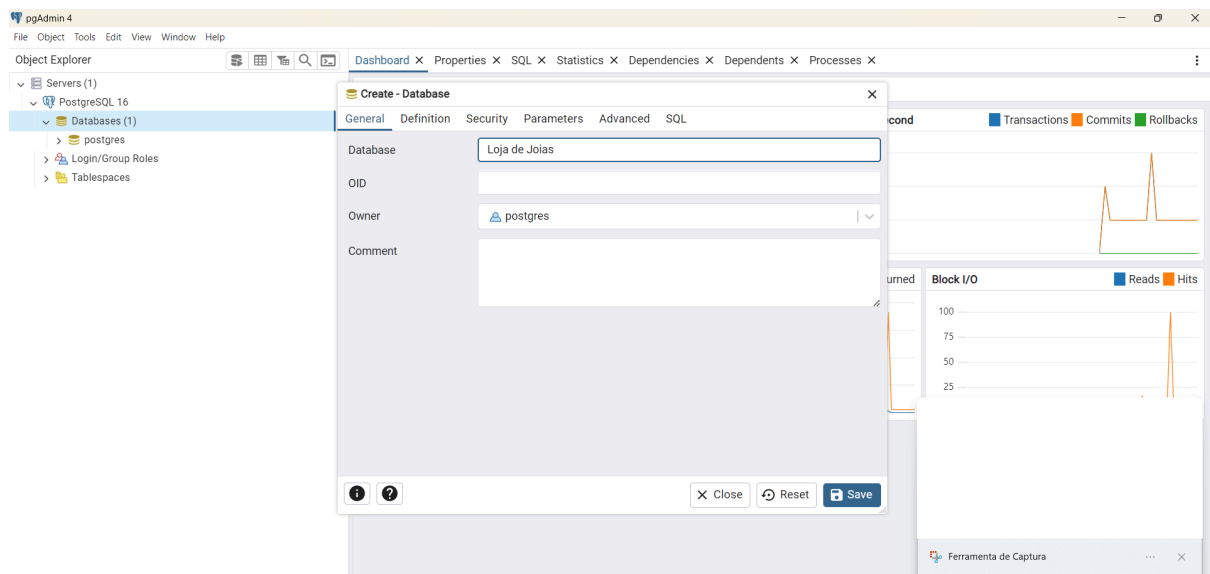 pgAdmin 4
File Object Tools Edit View Window Help
Object Explorer
Dashboard Properties SQL Statistics Dependencies Dependents Processes
Servers (1)
PostgreSQL 16
Databases (1)
postgres
Login/Group Roles
Tablespaces
Create - Database
General Definition Security Parameters Advanced SQL
Database Loja de Joias
OID
Owner postgres
Comment
Close Reset Save
cond Transactions Commits Rollbacks
urned Block I/O Reads Hits
100
75
50
25
Ferramenta de Captura